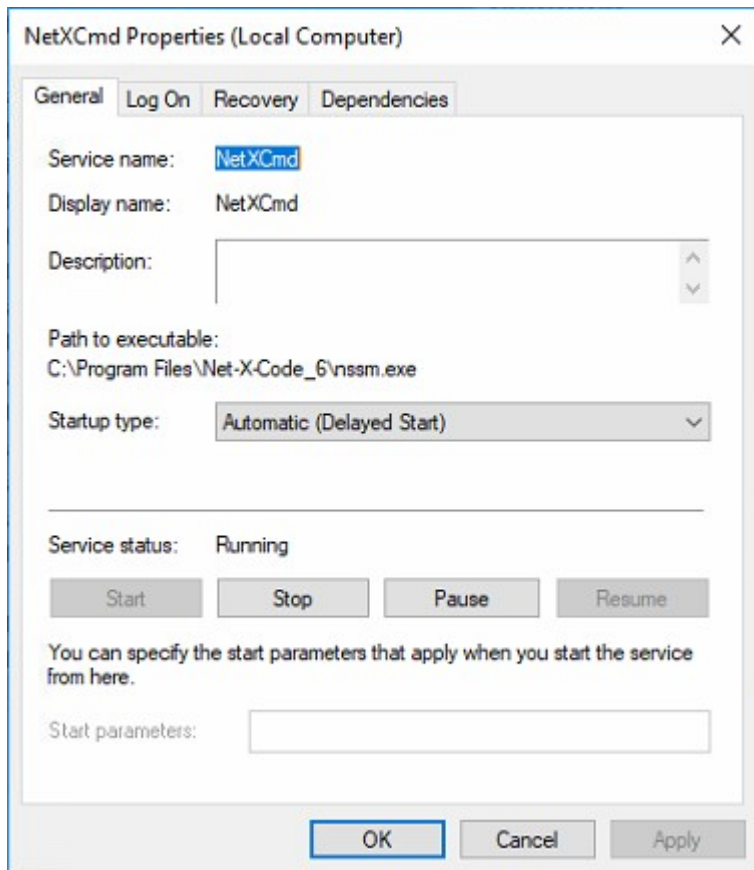 NetXCmd Properties (Local Computer)
General Log On Recovery Dependencies
Service name: NetXCmd
Display name: NetXCmd
Description:
Path to executable:
C:\Program Files\Net-X-Code_6\nssm.exe
Startup type: Automatic (Delayed Start)
Service status: Running
Start Stop Pause Resume
You can specify the start parameters that apply when you start the service
from here.
Start parameters:
OK Cancel Apply